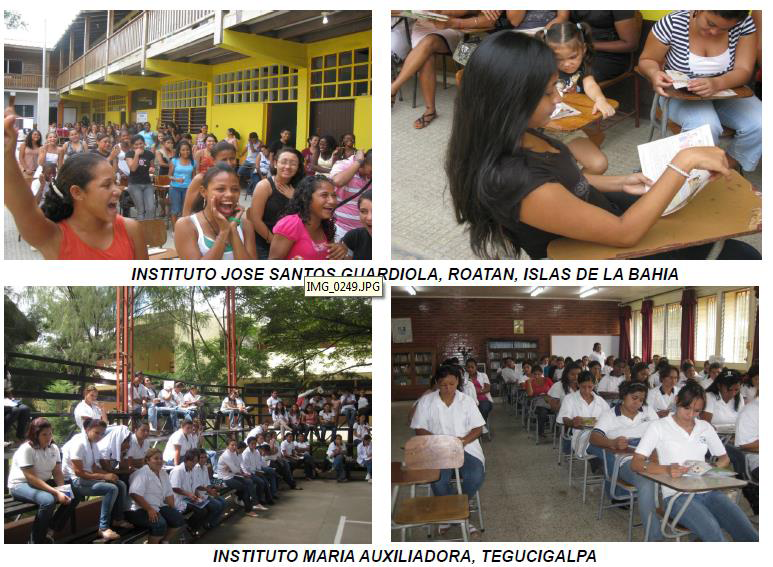 INSTITUTO JOSE SANTOS GUARDIOLA, ROATAN, ISLAS DE LA BAHIA
IMG_0249.JPG
INSTITUTO MARIA AUXILIADORA, TEGUCIGALPA